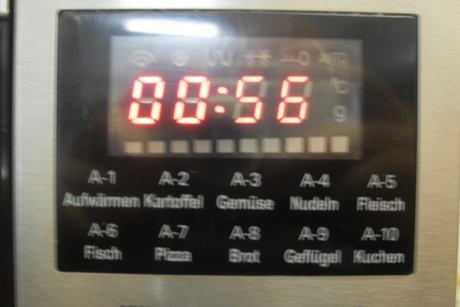 AUTO
00:56 °C
g
A-1 A-2 A-3 A-4 A-5
Aufwärmen Kartoffel Gemüse Nudeln Fleisch
A-6 A-7 A-8 A-9 A-10
Fisch Pizza Brot Geflügel Kuchen